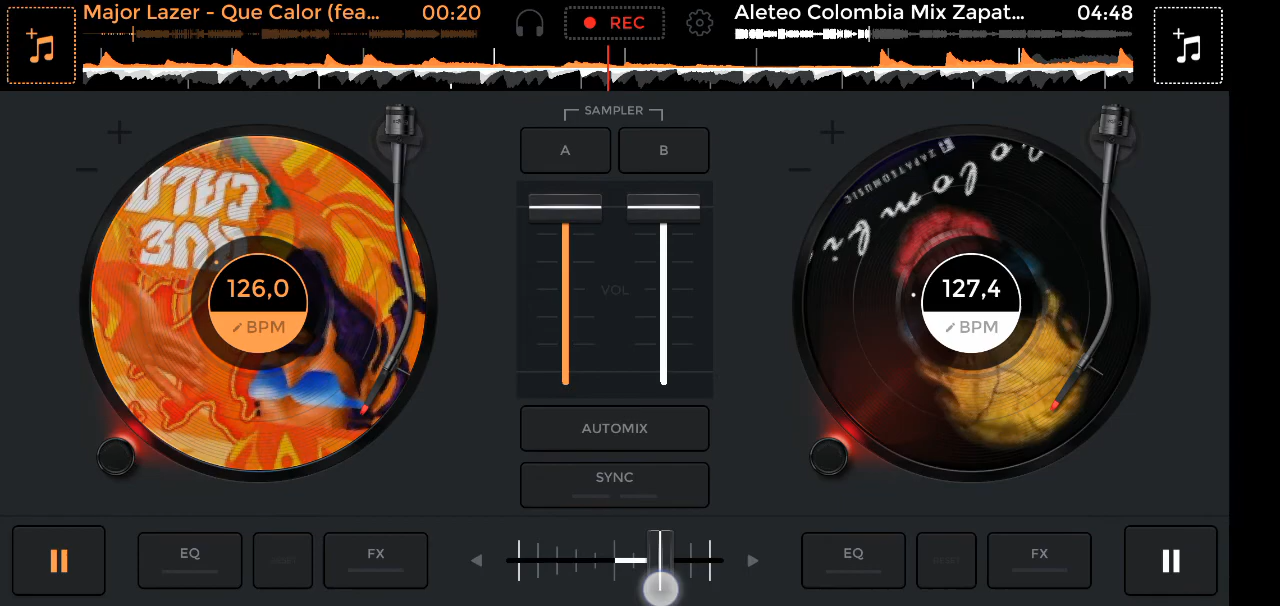 Major Lazer - Que Calor (fea...
00:20
REC
Aleteo Colombia Mix Zapat...
04:48
SAMPLER
A
B
126,0
BPM
VOL
127,4
BPM
AUTOMIX
SYNC
EQ
FX
EQ
FX